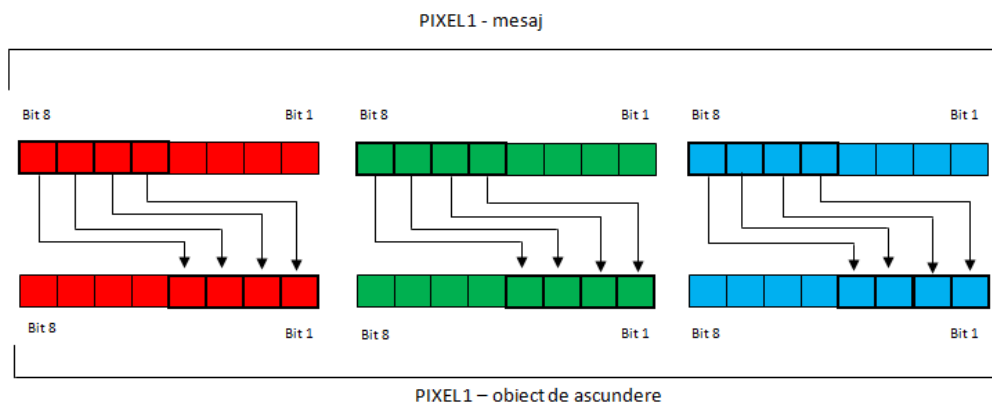 PIXEL1 - mesaj
Bit 8 Bit 1 Bit 8 Bit 1 Bit 8 Bit 1
Bit 8 Bit 1 Bit 8 Bit 1 Bit 8 Bit 1
PIXEL1 – obiect de ascundere